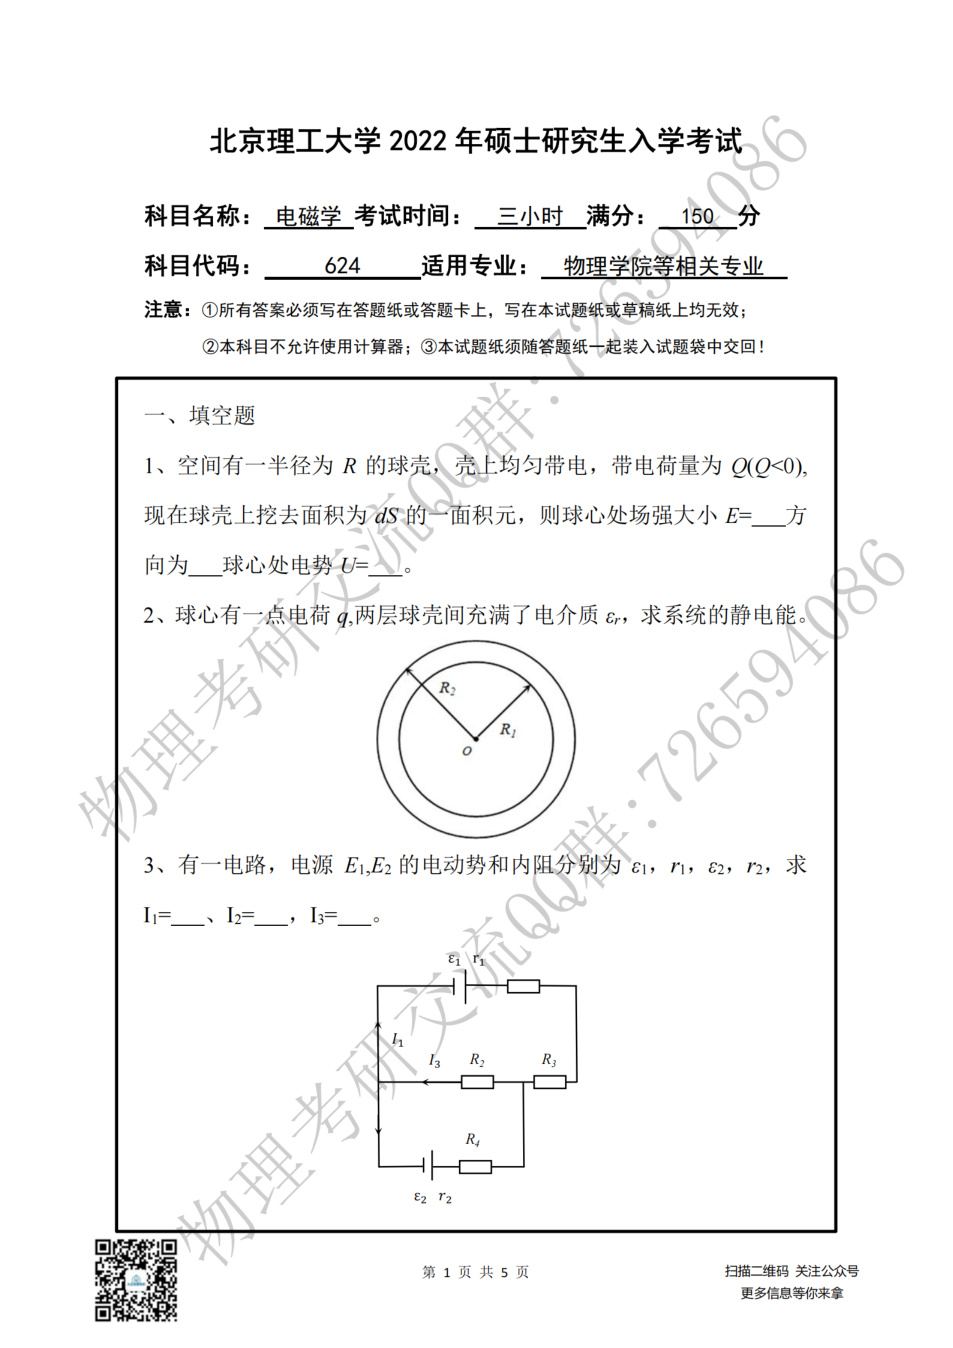 北京理工大学 2022 年硕士研究生入学考试
科目名称: 电磁学 考试时间: 三小时 满分: 150 分
科目代码: 624 适用专业: 物理学院等相关专业
注意:①所有答案必须写在答题纸或答题卡上,写在本试题纸或草稿纸上均无效;
②本科目不允许使用计算器;③本试题纸须随答题纸一起装入试题袋中交回!
一、填空题
1、空间有一半径为 R 的球壳,壳上均匀带电,带电荷量为 Q(Q<0),
现在球壳上挖去面积为 dS 的一面积元,则球心处场强大小 E=___方
向为___球心处电势 U=___。
2、球心有一点电荷 q,两层球壳间充满了电介质 εr,求系统的静电能。
R2
R1
O
3、有一电路,电源 E1,E2 的电动势和内阻分别为 ε1,r1,ε2,r2,求
I1=___、I2=___,I3=___。
ε1 r1
I1
I3 R2 R3
R4
ε2 r2
物理考研交流QQ群:726594086
物理考研交流QQ群:726594086
第 1 页 共 5 页
扫描二维码 关注公众号
更多信息等你来拿